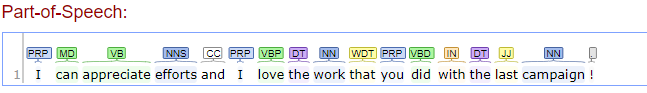 Part-of-Speech:
PRP MD VB NNS CC PRP VBP DT NN WDT PRP VBD IN DT JJ NN .
1 I can appreciate efforts and I love the work that you did with the last campaign !